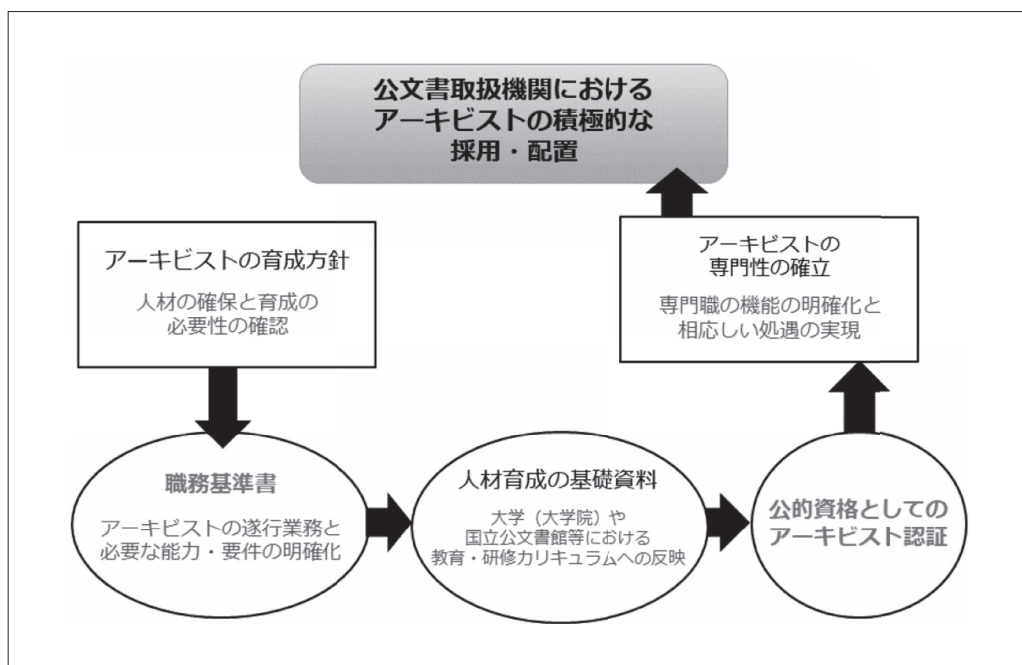 公文書取扱機関における
アーキビストの積極的な
採用・配置
アーキビストの育成方針
人材の確保と育成の
必要性の確認
職務基準書
アーキビストの遂行業務と
必要な能力・要件の明確化
人材育成の基礎資料
大学（大学院）や
国立公文書館等における
教育・研修カリキュラムへの反映
公的資格としての
アーキビスト認証
アーキビストの
専門性の確立
専門職の機能の明確化と
相応しい処遇の実現